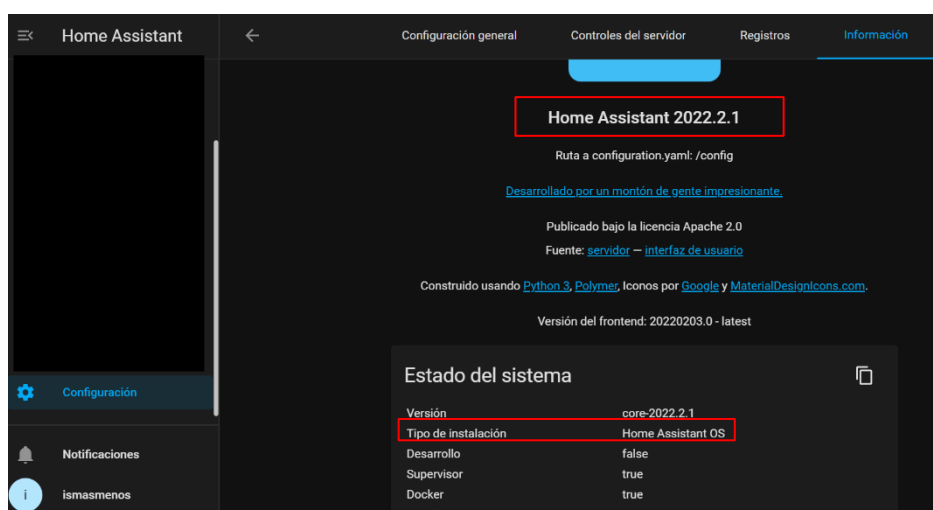 Home Assistant
Configuración general
Controles del servidor
Registros
Información
Home Assistant 2022.2.1
Ruta a configuration.yaml: /config
Desarrollado por un montón de gente impresionante.
Publicado bajo la licencia Apache 2.0
Fuente: servidor — interfaz de usuario
Construido usando Python 3, Polymer, Iconos por Google y MaterialDesignIcons.com.
Versión del frontend: 20220203.0 - latest
Estado del sistema
Versión core-2022.2.1
Tipo de instalación Home Assistant OS
Desarrollo false
Supervisor true
Docker true
Configuración
Notificaciones
i ismasmenos